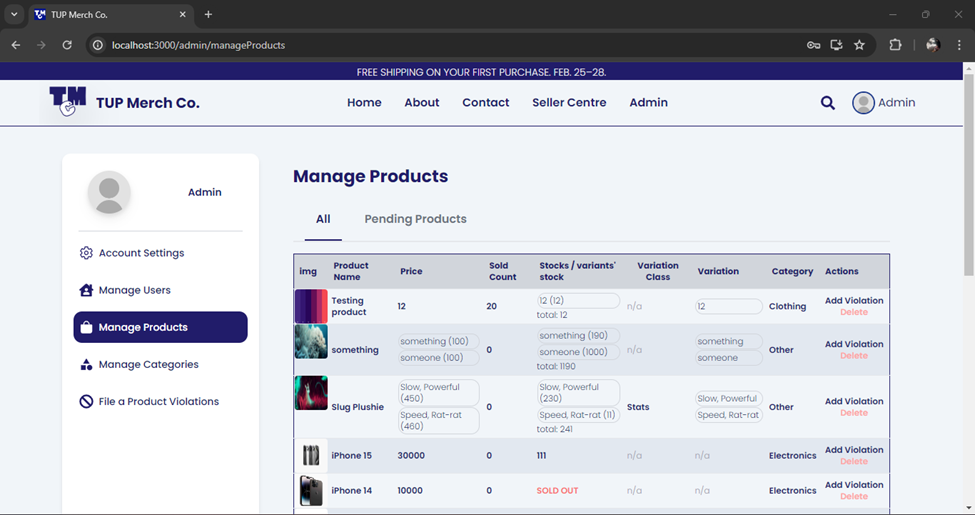 TUP Merch Co.
localhost:3000/admin/manageProducts
FREE SHIPPING ON YOUR FIRST PURCHASE. FEB. 25–28.
TM TUP Merch Co. Home About Contact Seller Centre Admin Admin
Admin
Account Settings
Manage Users
Manage Products
Manage Categories
File a Product Violations
Manage Products
All Pending Products
img Product Name Price Sold Count Stocks / variants' stock Variation Class Variation Category Actions
Testing product 12 20 12 (12) total: 12 n/a 12 Clothing Add Violation Delete
something something (100) someone (100) 0 something (190) someone (1000) total: 1190 n/a something someone Other Add Violation Delete
Slug Plushie Slow, Powerful (450) Speed, Rat-rat (460) 0 Slow, Powerful (230) Speed, Rat-rat (11) total: 241 Stats Slow, Powerful Speed, Rat-rat Other Add Violation Delete
iPhone 15 30000 0 111 n/a n/a Electronics Add Violation Delete
iPhone 14 10000 0 SOLD OUT n/a n/a Electronics Add Violation Delete